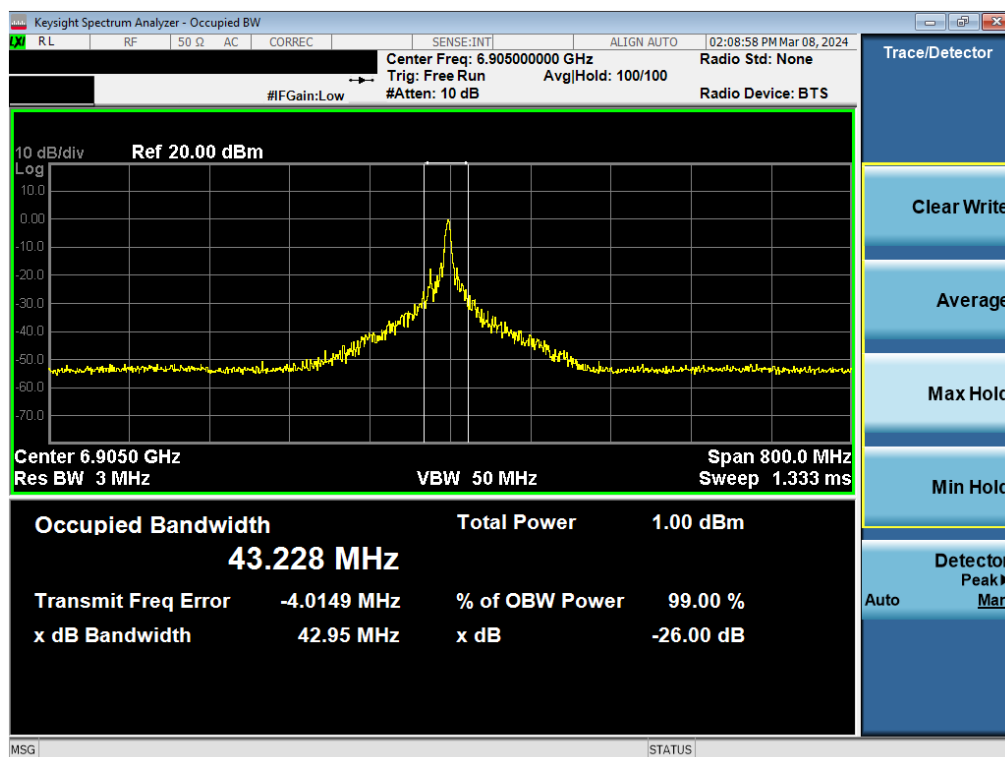 Keysight Spectrum Analyzer - Occupied BW
LXI RL RF 50 Ω AC CORREC SENSE:INT ALIGN AUTO 02:08:58 PM Mar 08, 2024
Center Freq: 6.905000000 GHz Radio Std: None
Trig: Free Run Avg|Hold: 100/100
#IFGain:Low #Atten: 10 dB Radio Device: BTS
Trace/Detector
10 dB/div Ref 20.00 dBm
Log
10.0
0.00
-10.0
-20.0
-30.0
-40.0
-50.0
-60.0
-70.0
Center 6.9050 GHz Span 800.0 MHz
Res BW 3 MHz VBW 50 MHz Sweep 1.333 ms
Occupied Bandwidth Total Power 1.00 dBm
43.228 MHz
Transmit Freq Error -4.0149 MHz % of OBW Power 99.00 %
x dB Bandwidth 42.95 MHz x dB -26.00 dB
Clear Write
Average
Max Hold
Min Hold
Detector
Peak
Auto Man
MSG STATUS